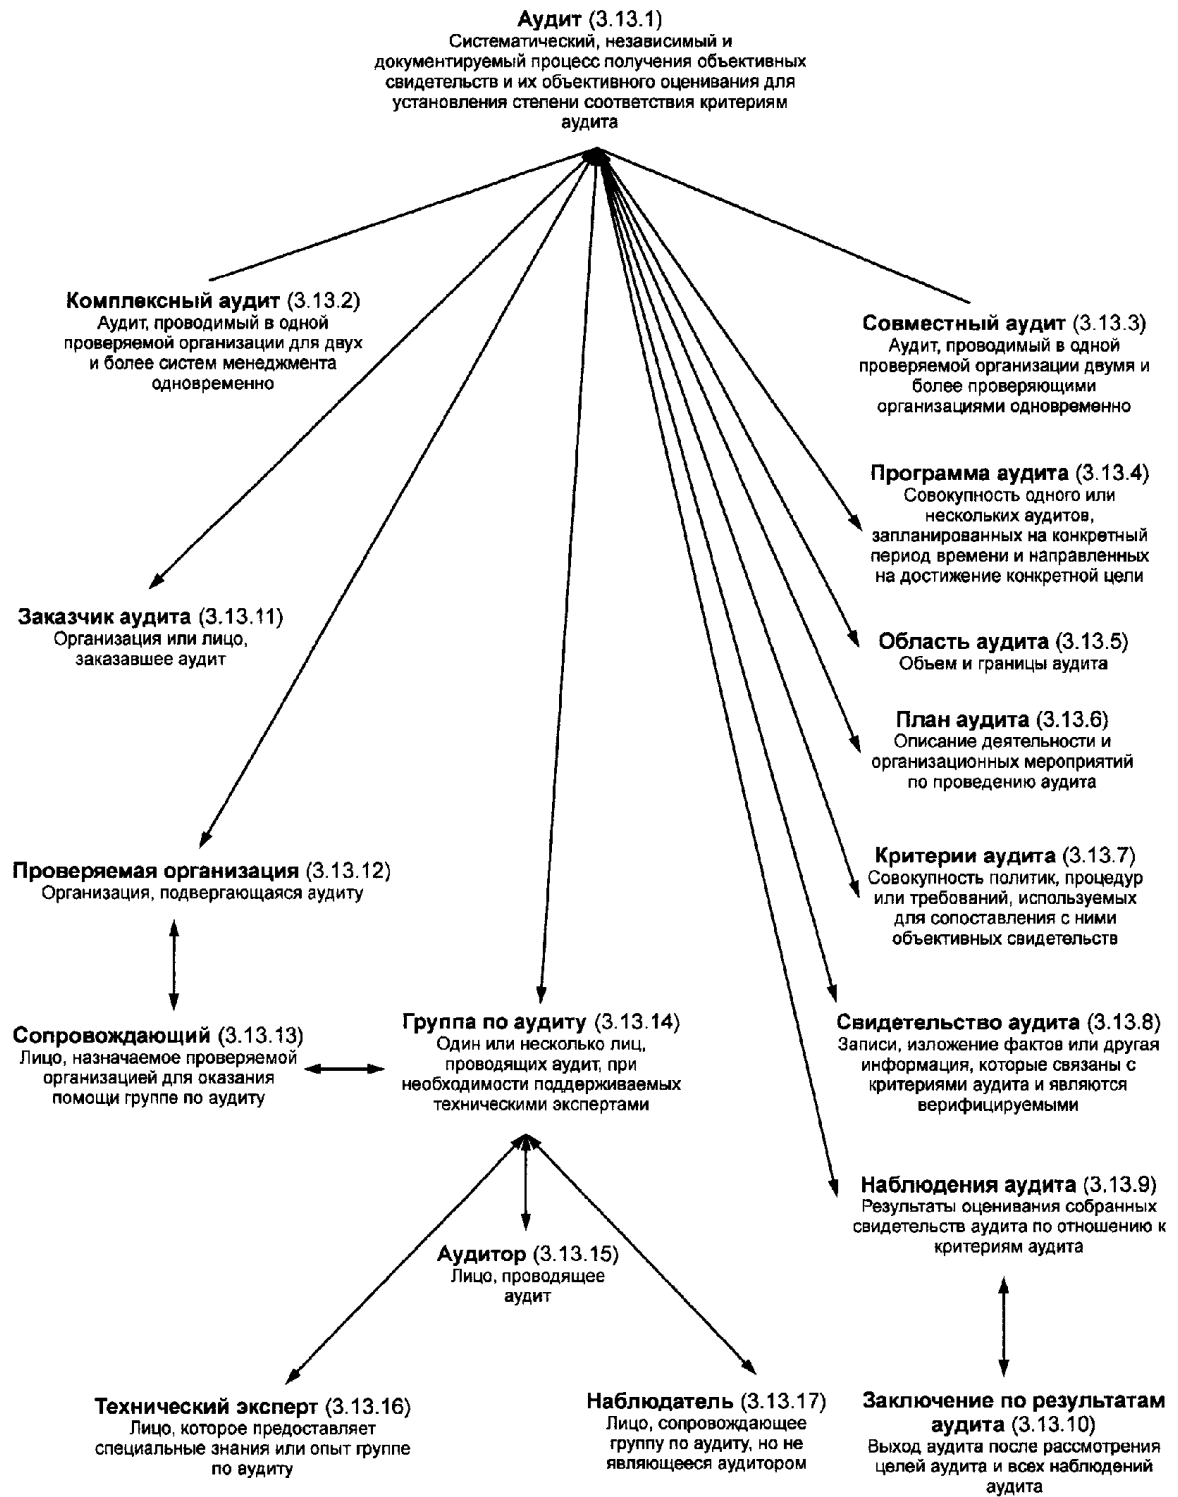 Аудит (3.13.1)
Систематический, независимый и
документируемый процесс получения объективных
свидетельств и их объективного оценивания для
установления степени соответствия критериям
аудита
Комплексный аудит (3.13.2)
Аудит, проводимый в одной
проверяемой организации для двух
и более систем менеджмента
одновременно
Совместный аудит (3.13.3)
Аудит, проводимый в одной
проверяемой организации двумя и
более проверяющими
организациями одновременно
Программа аудита (3.13.4)
Совокупность одного или
нескольких аудитов,
запланированных на конкретный
период времени и направленных
на достижение конкретной цели
Заказчик аудита (3.13.11)
Организация или лицо,
заказавшее аудит
Область аудита (3.13.5)
Объем и границы аудита
План аудита (3.13.6)
Описание деятельности и
организационных мероприятий
по проведению аудита
Проверяемая организация (3.13.12)
Организация, подвергающаяся аудиту
Критерии аудита (3.13.7)
Совокупность политик, процедур
или требований, используемых
для сопоставления с ними
объективных свидетельств
Сопровождающий (3.13.13)
Лицо, назначаемое проверяемой
организацией для оказания
помощи группе по аудиту
Группа по аудиту (3.13.14)
Один или несколько лиц,
проводящих аудит, при
необходимости поддерживаемых
техническими экспертами
Свидетельство аудита (3.13.8)
Записи, изложение фактов или другая
информация, которые связаны с
критериями аудита и являются
верифицируемыми
Наблюдения аудита (3.13.9)
Результаты оценивания собранных
свидетельств аудита по отношению к
критериям аудита
Аудитор (3.13.15)
Лицо, проводящее
аудит
Технический эксперт (3.13.16)
Лицо, которое предоставляет
специальные знания или опыт группе
по аудиту
Наблюдатель (3.13.17)
Лицо, сопровождающее
группу по аудиту, но не
являющееся аудитором
Заключение по результатам
аудита (3.13.10)
Выход аудита после рассмотрения
целей аудита и всех наблюдений
аудита